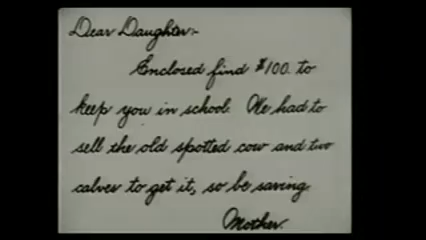 Dear Daughter:-
Enclosed find $100. to
keep you in school. We had to
sell the old spotted cow and two
calves to get it, so be saving.
Mother.